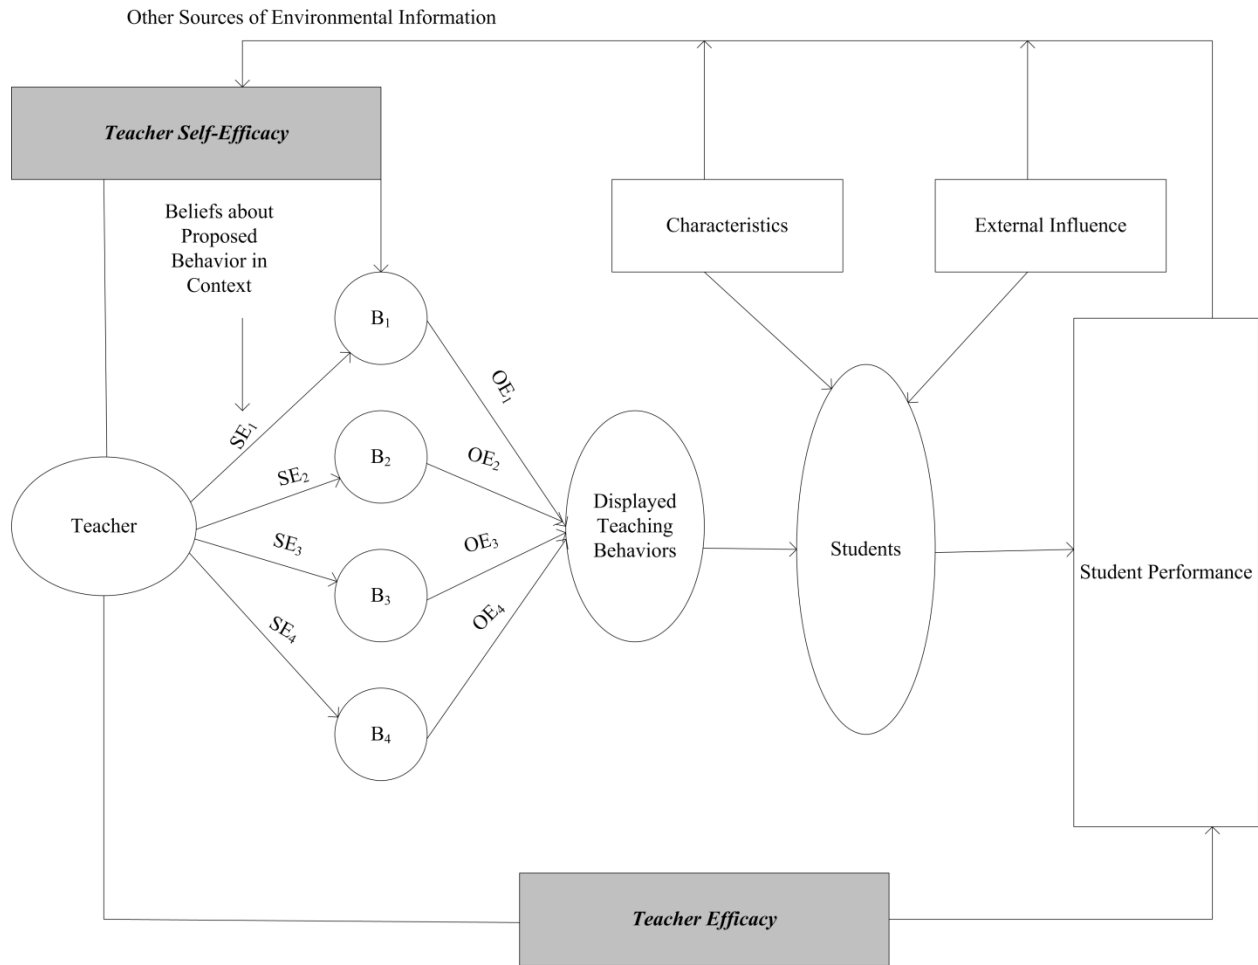 Other Sources of Environmental Information
Teacher Self-Efficacy
Beliefs about
Proposed
Behavior in
Context
Characteristics
External Influence
B₁
SE₁
OE₁
B₂
SE₂
OE₂
Teacher
Displayed
Teaching
Behaviors
Students
Student Performance
SE₃
OE₃
B₃
SE₄
OE₄
B₄
Teacher Efficacy